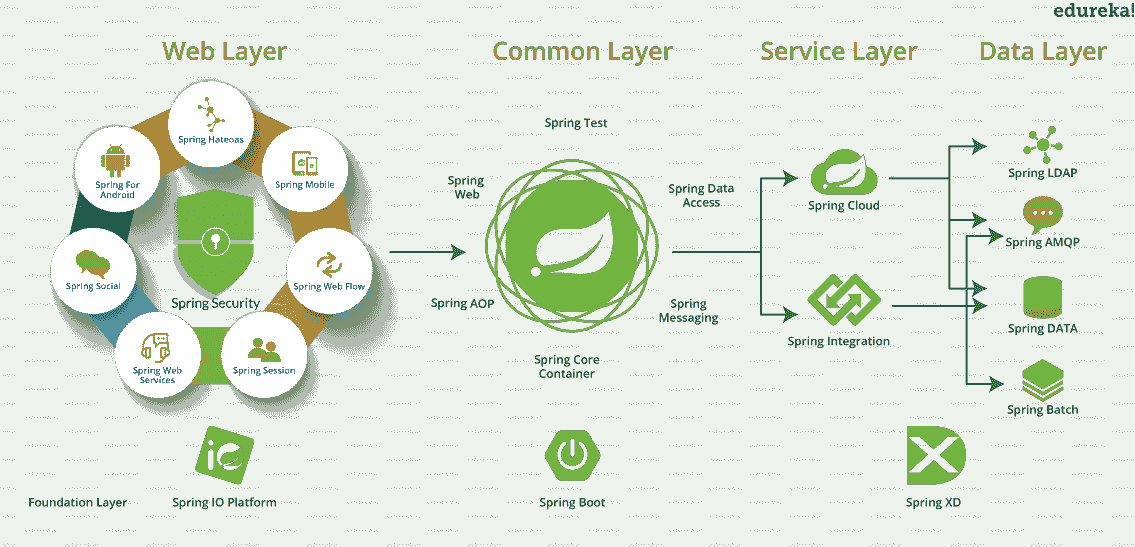 edureka!
Web Layer
Common Layer
Service Layer
Data Layer
Spring Hateoas
Spring For
Android
Spring Mobile
Spring Social
Spring Security
Spring Web Flow
Spring Web
Services
Spring Session
Spring Test
Spring
Web
Spring Data
Access
Spring AOP
Spring
Messaging
Spring Core
Container
Spring Cloud
Spring Integration
Spring LDAP
Spring AMQP
Spring DATA
Spring Batch
Foundation Layer
Spring IO Platform
Spring Boot
Spring XD